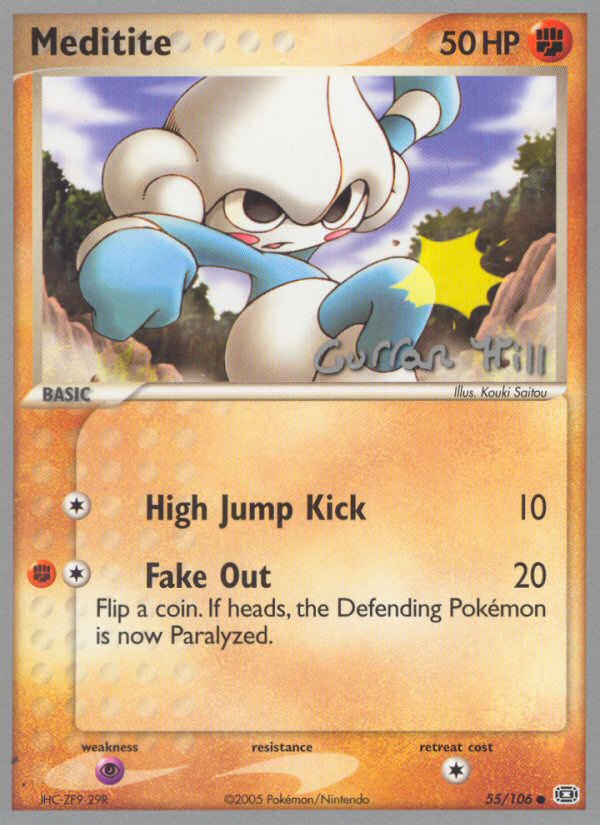 Meditite 50 HP
Curran Hill
BASIC Illus. Kouki Saitou
High Jump Kick 10
Fake Out 20
Flip a coin. If heads, the Defending Pokémon
is now Paralyzed.
weakness resistance retreat cost
JHC-ZF9-29R ©2005 Pokémon/Nintendo 55/106